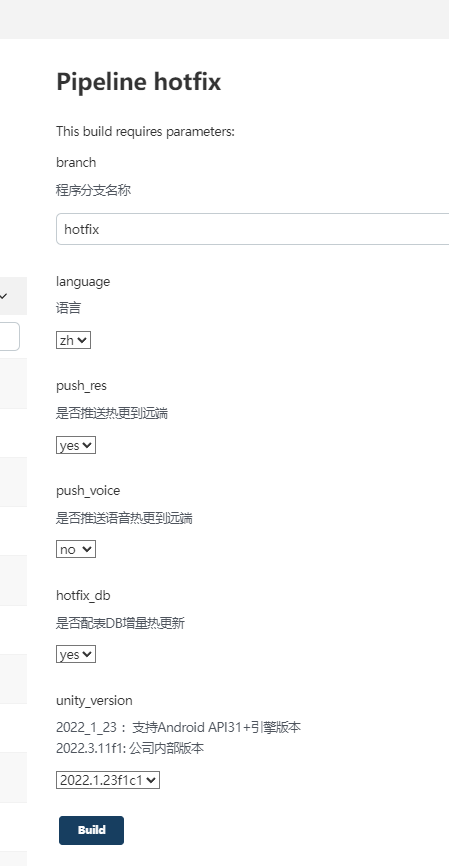 Pipeline hotfix
This build requires parameters:
branch
程序分支名称
hotfix
language
语言
zh
push_res
是否推送热更到远端
yes
push_voice
是否推送语音热更到远端
no
hotfix_db
是否配表DB增量热更新
yes
unity_version
2022_1_23 ：支持Android API31+引擎版本
2022.3.11f1: 公司内部版本
2022.1.23f1c1
Build